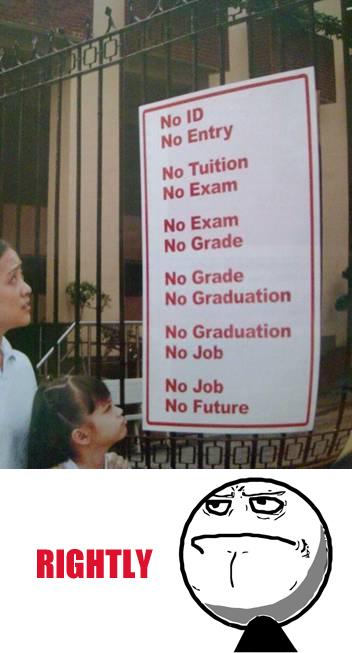 No ID
No Entry
No Tuition
No Exam
No Exam
No Grade
No Grade
No Graduation
No Graduation
No Job
No Job
No Future
RIGHTLY